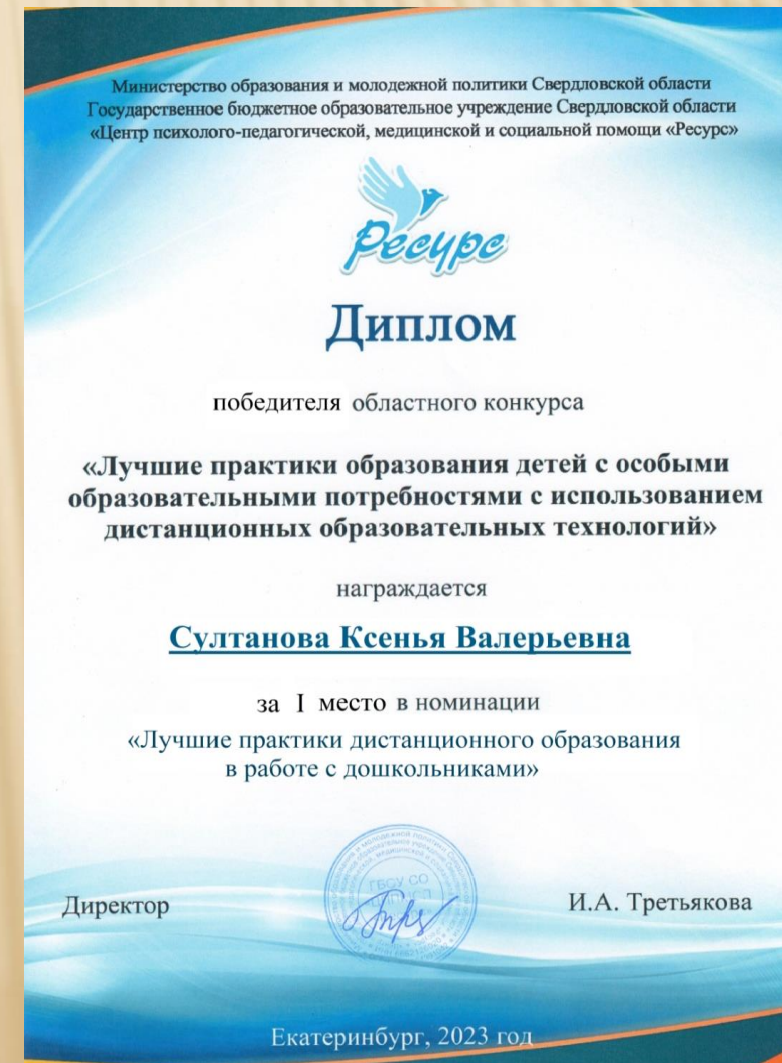 Министерство образования и молодежной политики Свердловской области
Государственное бюджетное образовательное учреждение Свердловской области
«Центр психолого-педагогической, медицинской и социальной помощи «Ресурс»
Ресурс
Диплом
победителя областного конкурса
«Лучшие практики образования детей с особыми
образовательными потребностями с использованием
дистанционных образовательных технологий»
награждается
Султанова Ксенья Валерьевна
за I место в номинации
«Лучшие практики дистанционного образования
в работе с дошкольниками»
ГБОУ СО
Директор
И.А. Третьякова
Екатеринбург, 2023 год